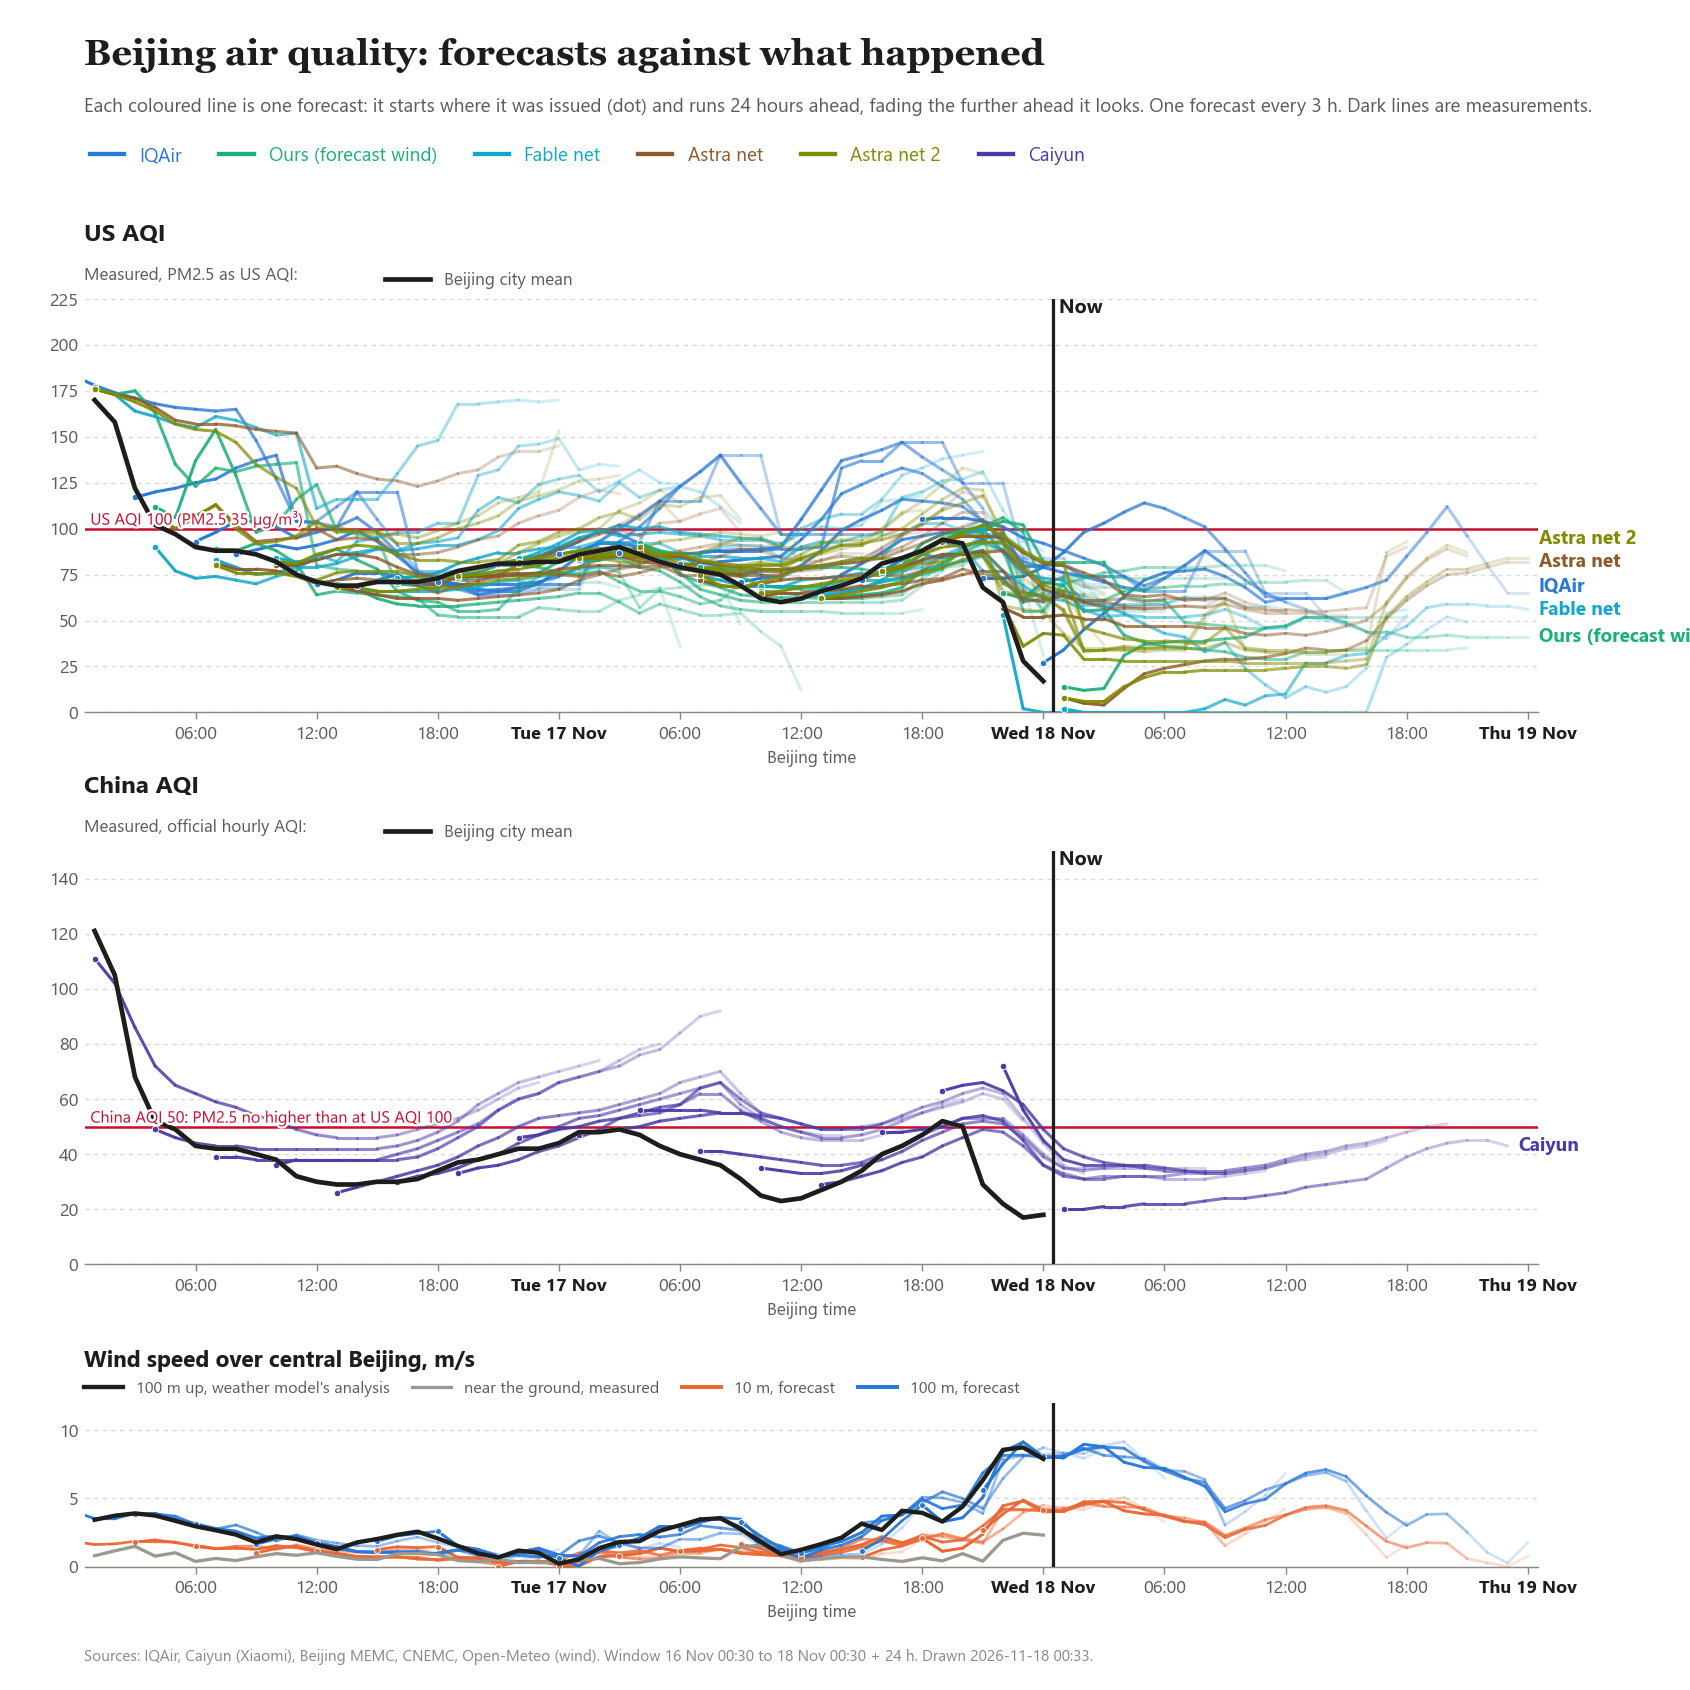 Beijing air quality: forecasts against what happened
Each coloured line is one forecast: it starts where it was issued (dot) and runs 24 hours ahead, fading the further ahead it looks. One forecast every 3 h. Dark lines are measurements.
IQAir Ours (forecast wind) Fable net Astra net Astra net 2 Caiyun
US AQI
Measured, PM2.5 as US AQI: Beijing city mean
Now
225
200
175
150
125
100
75
50
25
0
US AQI 100 (PM2.5 35 µg/m³)
Astra net 2
Astra net
IQAir
Fable net
Ours (forecast wi
06:00 12:00 18:00 Tue 17 Nov 06:00 12:00 18:00 Wed 18 Nov 06:00 12:00 18:00 Thu 19 Nov
Beijing time
China AQI
Measured, official hourly AQI: Beijing city mean
Now
140
120
100
80
60
40
20
0
China AQI 50: PM2.5 no higher than at US AQI 100
Caiyun
06:00 12:00 18:00 Tue 17 Nov 06:00 12:00 18:00 Wed 18 Nov 06:00 12:00 18:00 Thu 19 Nov
Beijing time
Wind speed over central Beijing, m/s
100 m up, weather model's analysis near the ground, measured 10 m, forecast 100 m, forecast
10
5
0
06:00 12:00 18:00 Tue 17 Nov 06:00 12:00 18:00 Wed 18 Nov 06:00 12:00 18:00 Thu 19 Nov
Beijing time
Sources: IQAir, Caiyun (Xiaomi), Beijing MEMC, CNEMC, Open-Meteo (wind). Window 16 Nov 00:30 to 18 Nov 00:30 + 24 h. Drawn 2026-11-18 00:33.